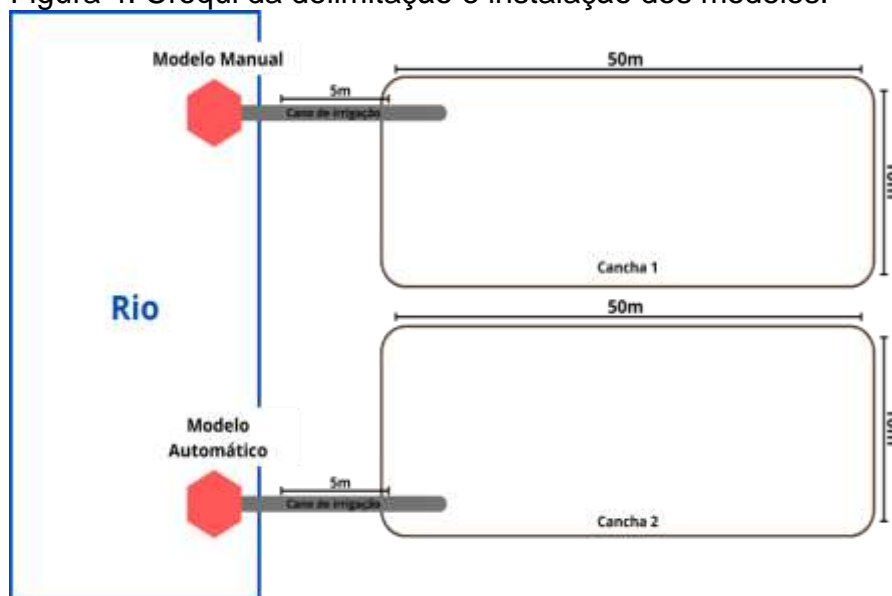 Figura 4. Croqui da delimitação e instalação dos modelos.
Modelo Manual
50m
5m
Cano de irrigação
Cancha 1
Rio
50m
Modelo
Automático
5m
Cano de irrigação
Cancha 2